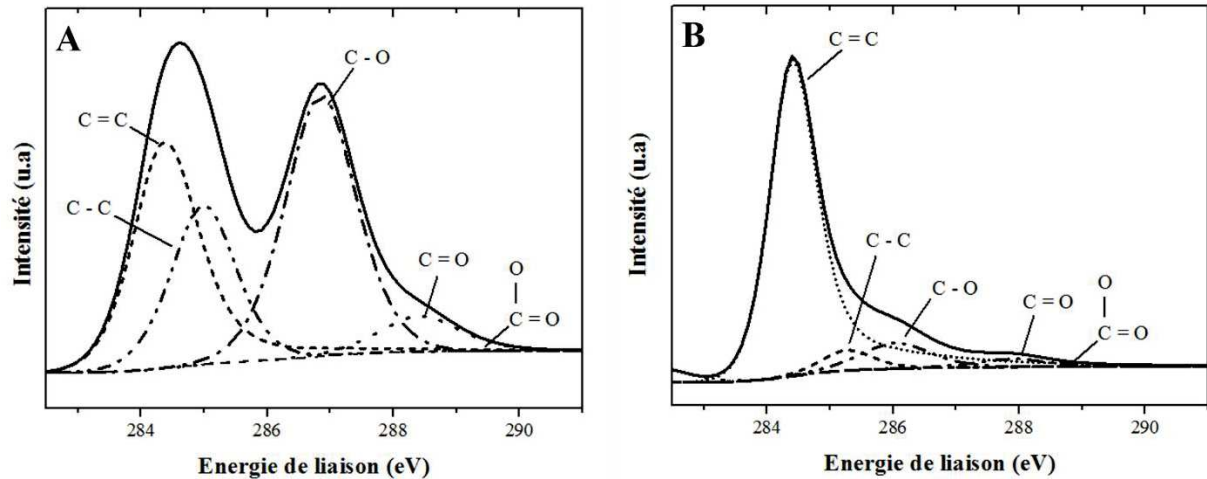 A
C - O
C = C
C - C
C = O
O
C = O
Intensité (u.a)
284
286
288
290
Energie de liaison (eV)
B
C = C
C - C
C - O
C = O
O
C = O
Intensité (u.a)
284
286
288
290
Energie de liaison (eV)